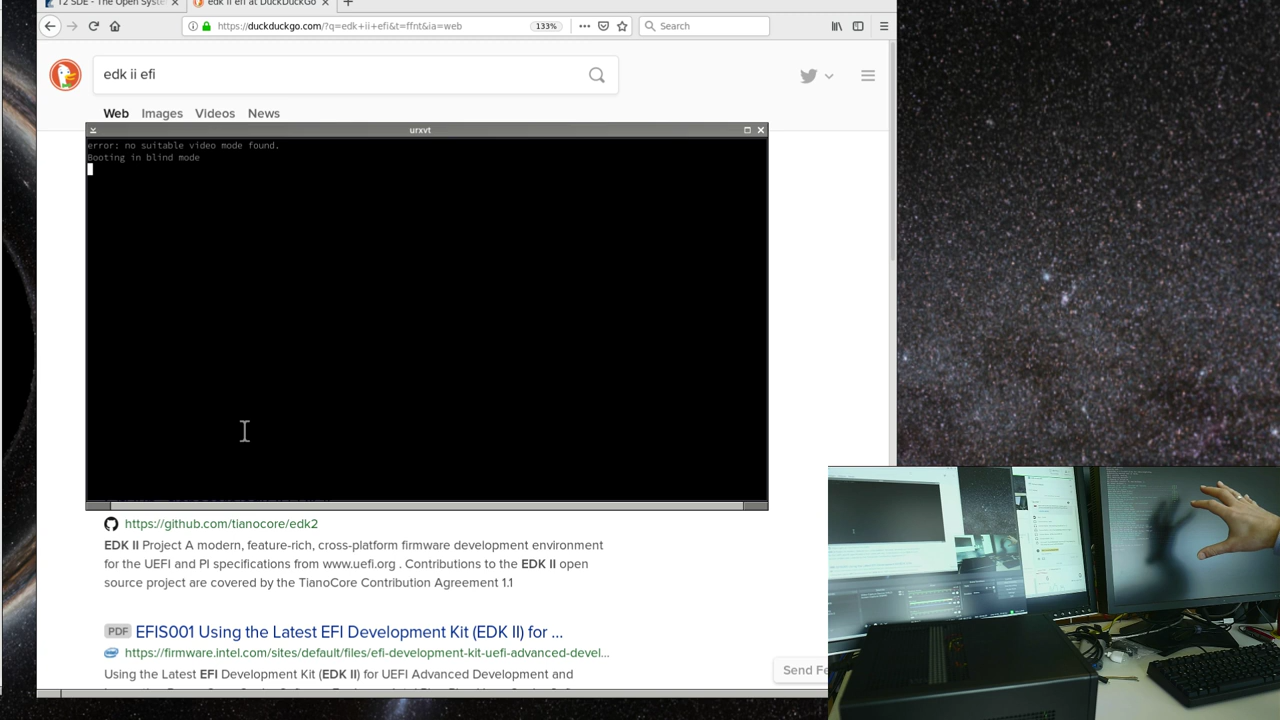 T2 SDE - The Open Syste
edk ii efi at DuckDuckGo
https://duckduckgo.com/?q=edk+ii+efi&t=ffnt&ia=web
133%
Search
edk ii efi
Web Images Videos News
urxvt
error: no suitable video mode found.
Booting in blind mode
https://github.com/tianocore/edk2
EDK II Project A modern, feature-rich, cross-platform firmware development environment
for the UEFI and PI specifications from www.uefi.org . Contributions to the EDK II open
source project are covered by the TianoCore Contribution Agreement 1.1
PDF EFIS001 Using the Latest EFI Development Kit (EDK II) for ...
https://firmware.intel.com/sites/default/files/efi-development-kit-uefi-advanced-devel...
Using the Latest EFI Development Kit (EDK II) for UEFI Advanced Development and
Send Fe